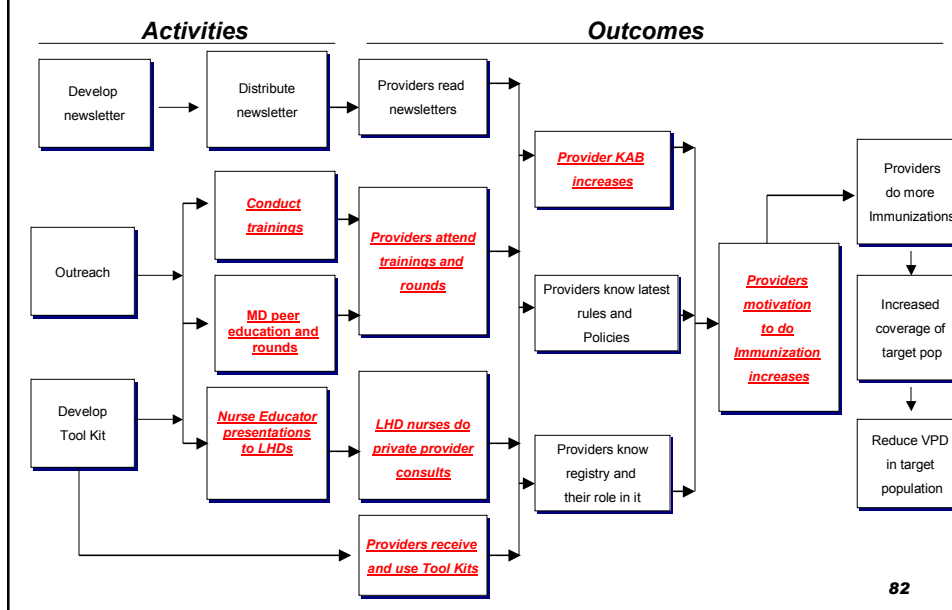 Activities
Outcomes
Develop
newsletter
Distribute
newsletter
Providers read
newsletters
Provider KAB
increases
Providers
do more
Immunizations
Conduct
trainings
Providers attend
trainings and
rounds
Outreach
MD peer
education and
rounds
Providers know latest
rules and
Policies
Providers
motivation
to do
Immunization
increases
Increased
coverage of
target pop
Develop
Tool Kit
Nurse Educator
presentations
to LHDs
LHD nurses do
private provider
consults
Providers know
registry and
their role in it
Reduce VPD
in target
population
Providers receive
and use Tool Kits
82